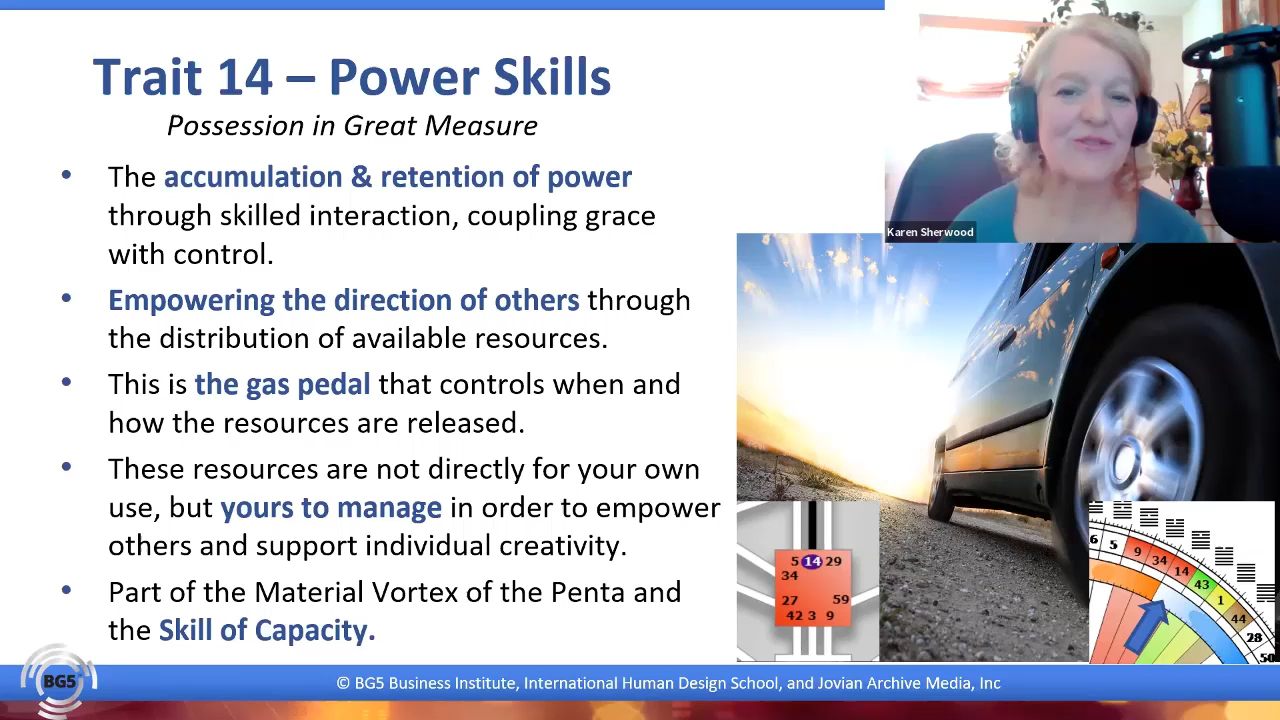 Trait 14 – Power Skills
Possession in Great Measure
• The accumulation & retention of power
through skilled interaction, coupling grace
with control.
• Empowering the direction of others through
the distribution of available resources.
• This is the gas pedal that controls when and
how the resources are released.
• These resources are not directly for your own
use, but yours to manage in order to empower
others and support individual creativity.
• Part of the Material Vortex of the Penta and
the Skill of Capacity.
Karen Sherwood
5 14 29
34
27 59
42 3 9
6 5 9 34 14 43 1 44 28 50
BG5
© BG5 Business Institute, International Human Design School, and Jovian Archive Media, Inc